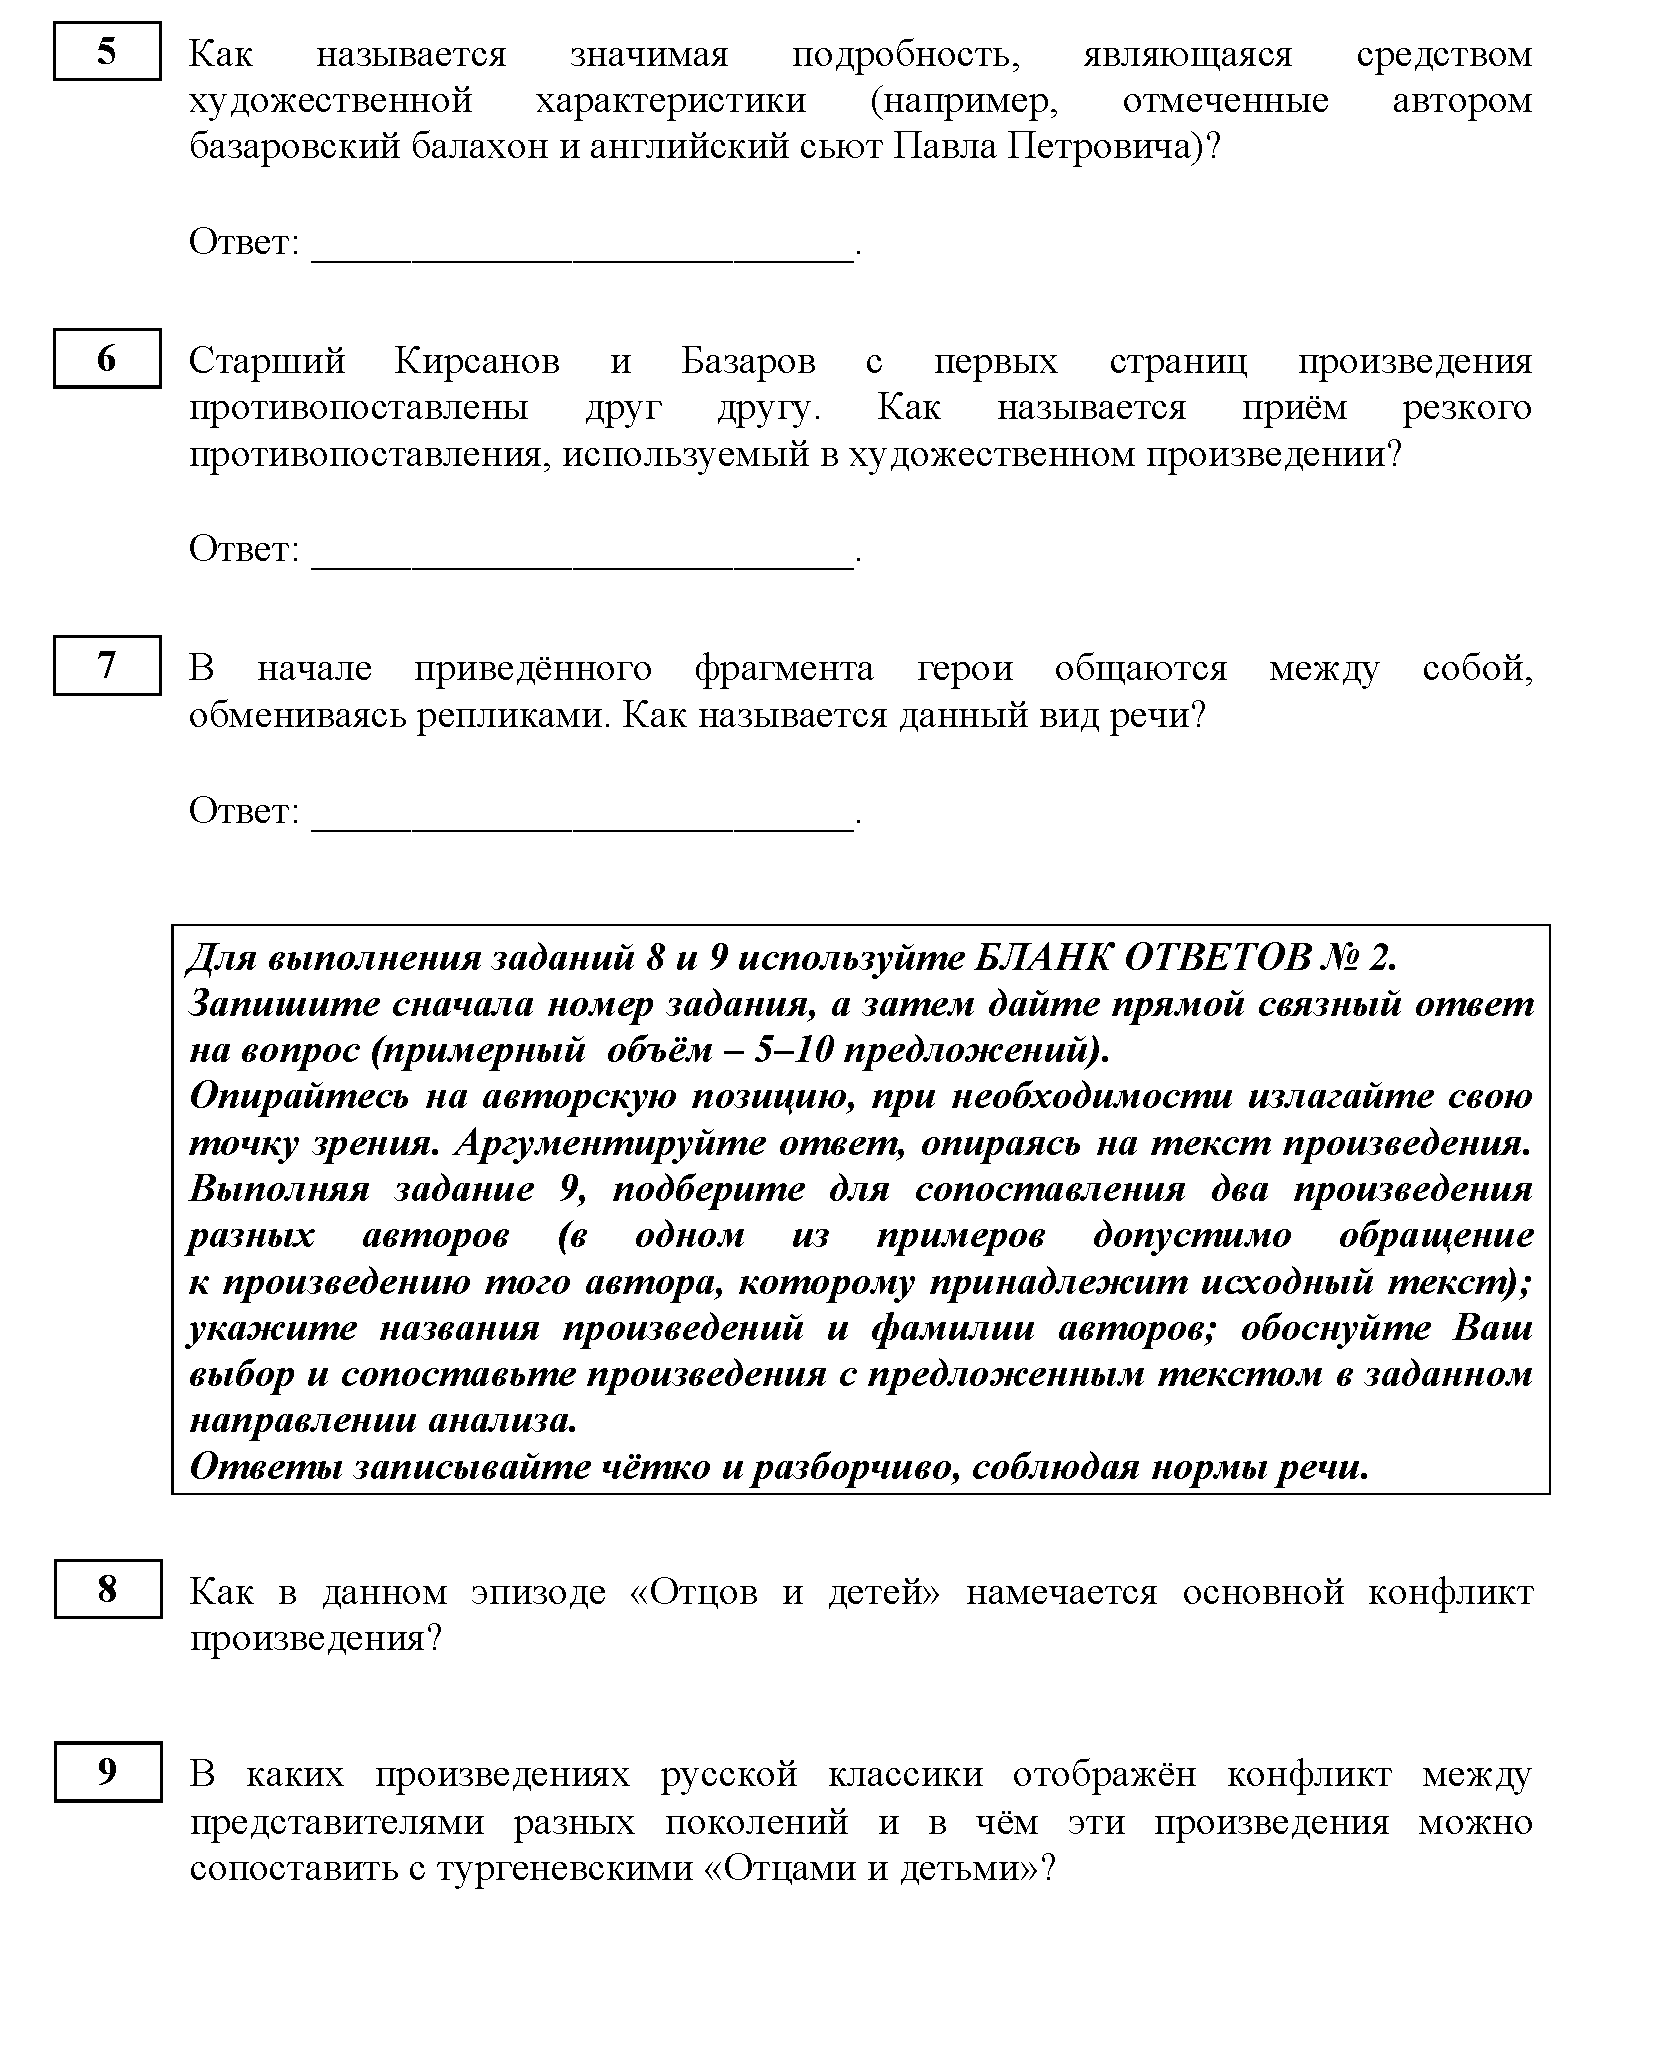 5 Как называется значимая подробность, являющаяся средством
художественной характеристики (например, отмеченные автором
базаровский балахон и английский сьют Павла Петровича)?
Ответ: ___________________________.
6 Старший Кирсанов и Базаров с первых страниц произведения
противопоставлены друг другу. Как называется приём резкого
противопоставления, используемый в художественном произведении?
Ответ: ___________________________.
7 В начале приведённого фрагмента герои общаются между собой,
обмениваясь репликами. Как называется данный вид речи?
Ответ: ___________________________.
Для выполнения заданий 8 и 9 используйте БЛАНК ОТВЕТОВ № 2.
Запишите сначала номер задания, а затем дайте прямой связный ответ
на вопрос (примерный объём – 5–10 предложений).
Опирайтесь на авторскую позицию, при необходимости излагайте свою
точку зрения. Аргументируйте ответ, опираясь на текст произведения.
Выполняя задание 9, подберите для сопоставления два произведения
разных авторов (в одном из примеров допустимо обращение
к произведению того автора, которому принадлежит исходный текст);
укажите названия произведений и фамилии авторов; обоснуйте Ваш
выбор и сопоставьте произведения с предложенным текстом в заданном
направлении анализа.
Ответы записывайте чётко и разборчиво, соблюдая нормы речи.
8 Как в данном эпизоде «Отцов и детей» намечается основной конфликт
произведения?
9 В каких произведениях русской классики отображён конфликт между
представителями разных поколений и в чём эти произведения можно
сопоставить с тургеневскими «Отцами и детьми»?